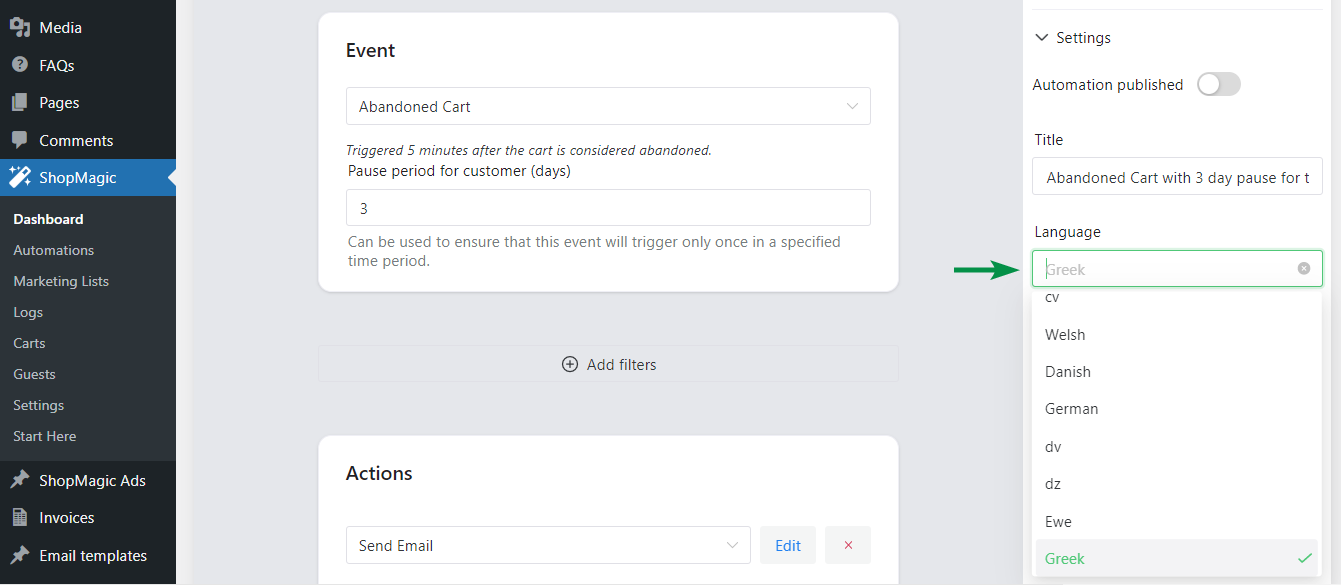 Media
FAQs
Pages
Comments
ShopMagic
Dashboard
Automations
Marketing Lists
Logs
Carts
Guests
Settings
Start Here
ShopMagic Ads
Invoices
Email templates
Event
Abandoned Cart
Triggered 5 minutes after the cart is considered abandoned.
Pause period for customer (days)
3
Can be used to ensure that this event will trigger only once in a specified
time period.
Add filters
Actions
Send Email
Edit
×
Settings
Automation published
Title
Abandoned Cart with 3 day pause for t
Language
Greek
cv
Welsh
Danish
German
dv
dz
Ewe
Greek